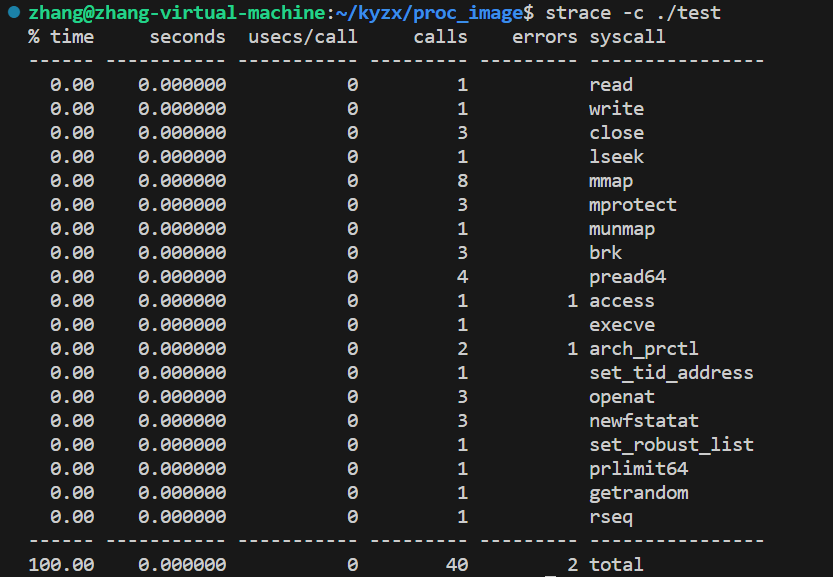 zhang@zhang-virtual-machine:~/kyzx/proc_image$ strace -c ./test
% time     seconds  usecs/call     calls    errors syscall
------ ----------- ----------- --------- --------- ----------------
  0.00    0.000000           0         1           read
  0.00    0.000000           0         1           write
  0.00    0.000000           0         3           close
  0.00    0.000000           0         1           lseek
  0.00    0.000000           0         8           mmap
  0.00    0.000000           0         3           mprotect
  0.00    0.000000           0         1           munmap
  0.00    0.000000           0         3           brk
  0.00    0.000000           0         4           pread64
  0.00    0.000000           0         1         1 access
  0.00    0.000000           0         1           execve
  0.00    0.000000           0         2         1 arch_prctl
  0.00    0.000000           0         1           set_tid_address
  0.00    0.000000           0         3           openat
  0.00    0.000000           0         3           newfstatat
  0.00    0.000000           0         1           set_robust_list
  0.00    0.000000           0         1           prlimit64
  0.00    0.000000           0         1           getrandom
  0.00    0.000000           0         1           rseq
------ ----------- ----------- --------- --------- ----------------
100.00    0.000000           0        40         2 total